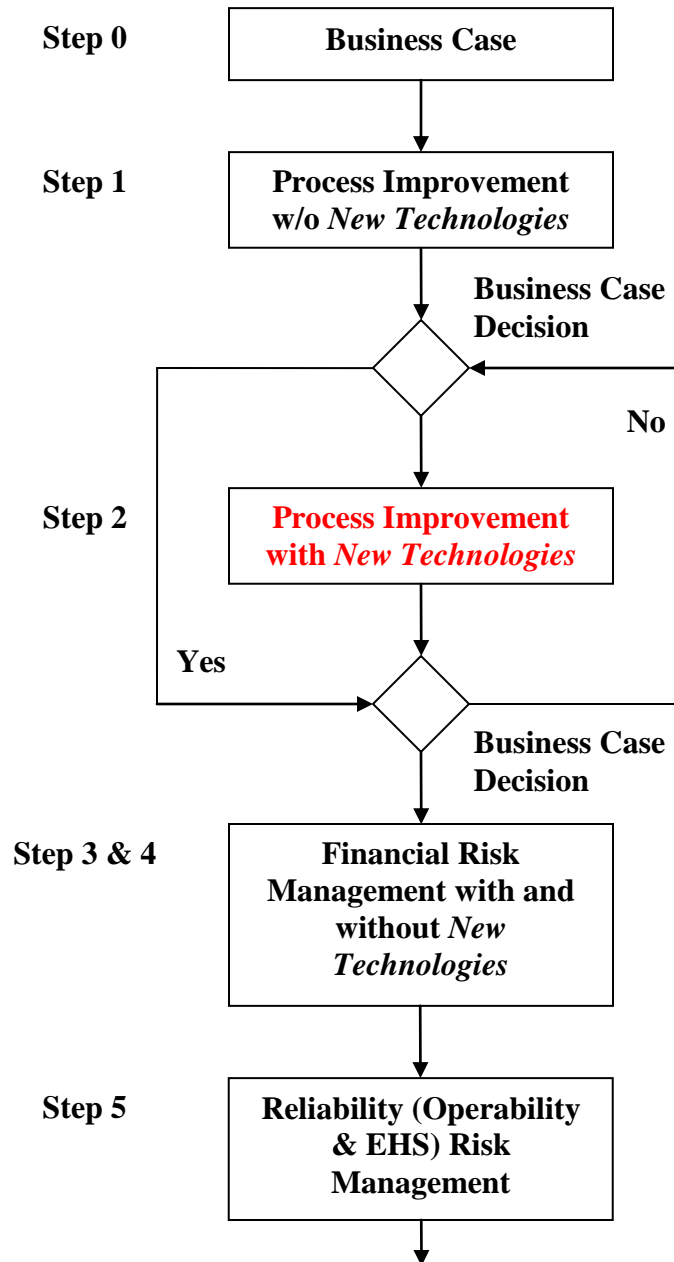 Step 0
Business Case
Step 1
Process Improvement
w/o New Technologies
Business Case
Decision
No
Step 2
Process Improvement
with New Technologies
Yes
Business Case
Decision
Step 3 & 4
Financial Risk
Management with and
without New
Technologies
Step 5
Reliability (Operability
& EHS) Risk
Management